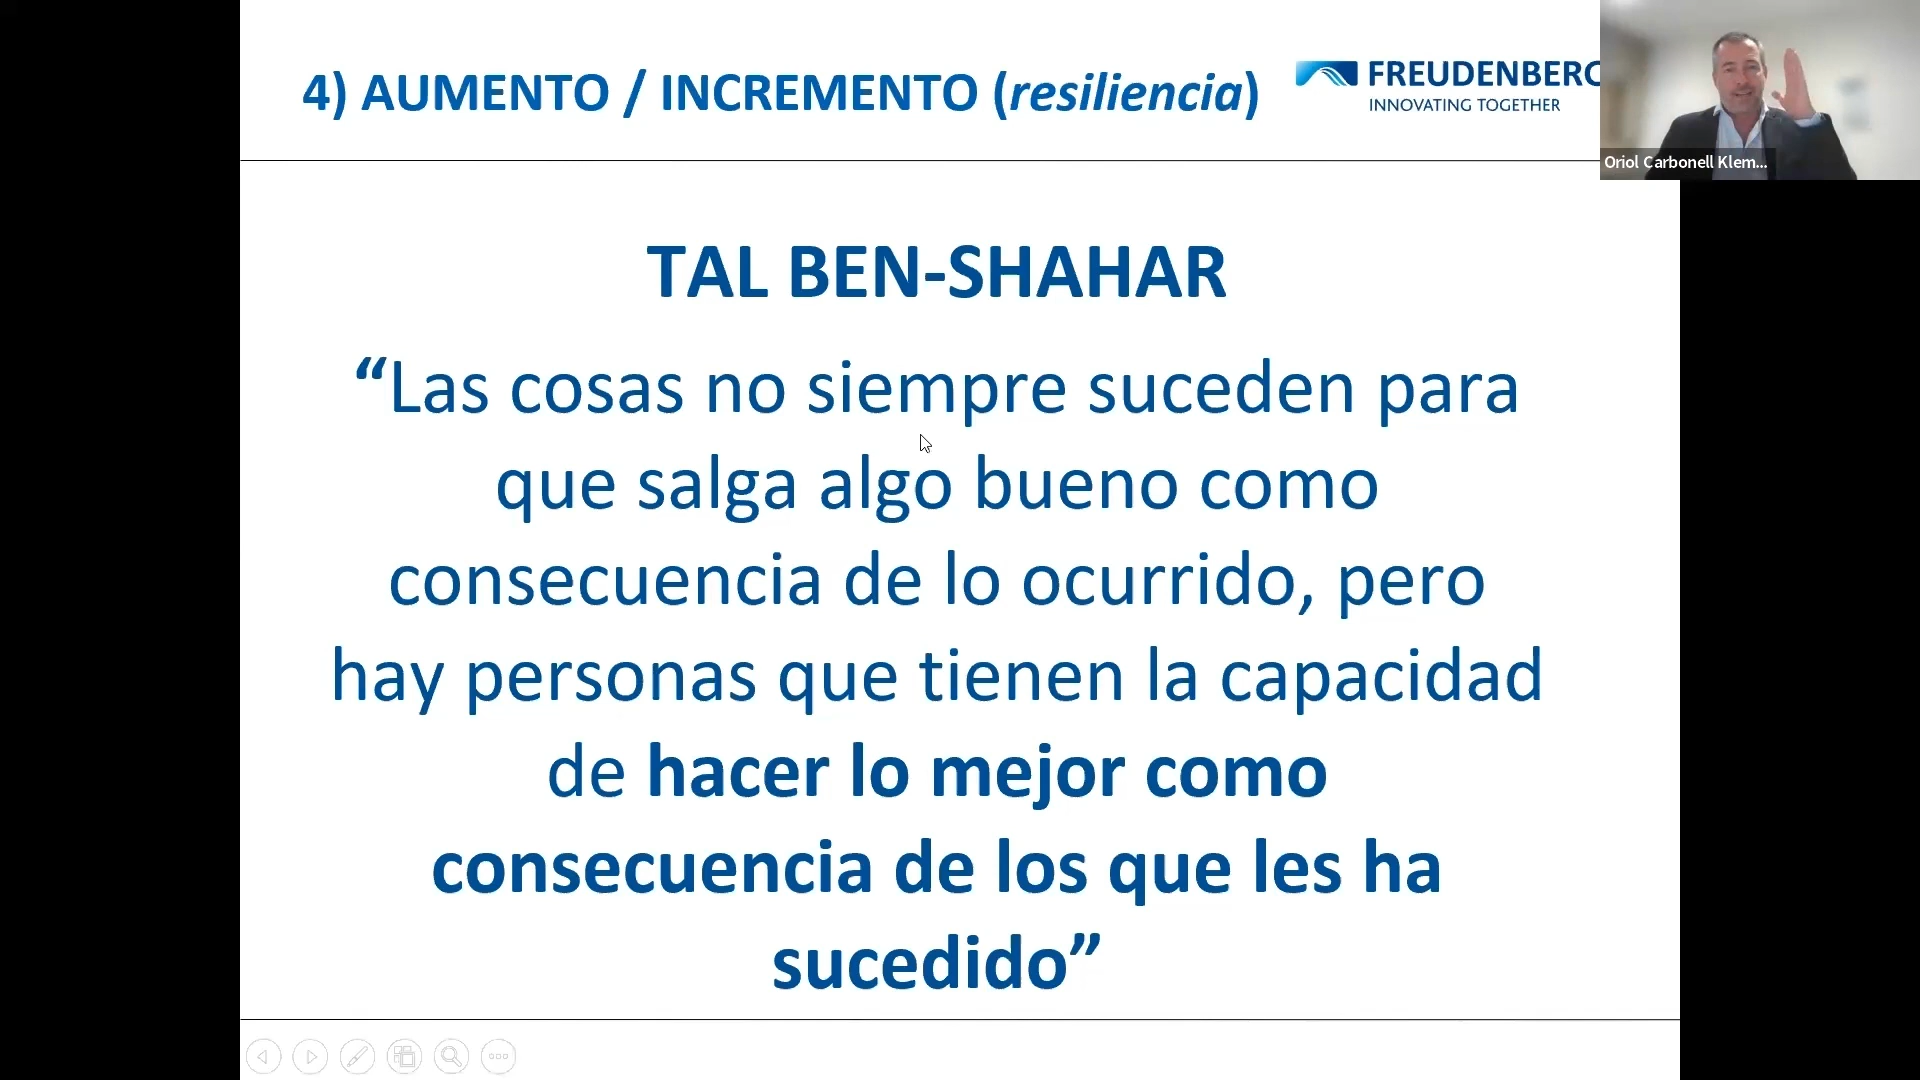 4) AUMENTO / INCREMENTO (resiliencia)
FREUDENBERG
INNOVATING TOGETHER
Oriol Carbonell Klem...
TAL BEN-SHAHAR
“Las cosas no siempre suceden para
que salga algo bueno como
consecuencia de lo ocurrido, pero
hay personas que tienen la capacidad
de hacer lo mejor como
consecuencia de los que les ha
sucedido”